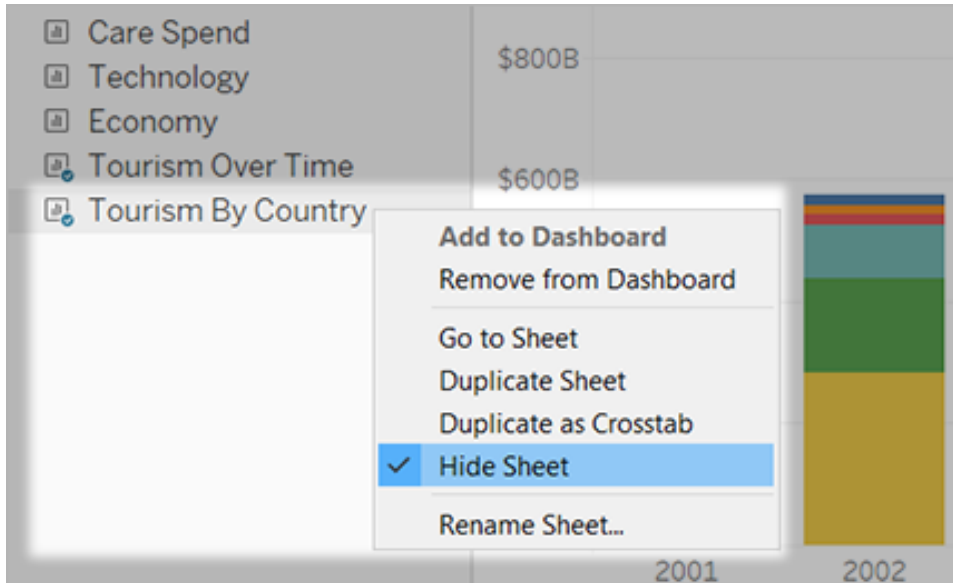 Care Spend
Technology
Economy
Tourism Over Time
Tourism By Country
Add to Dashboard
Remove from Dashboard
Go to Sheet
Duplicate Sheet
Duplicate as Crosstab
Hide Sheet
Rename Sheet...
$800B
$600B
2001
2002